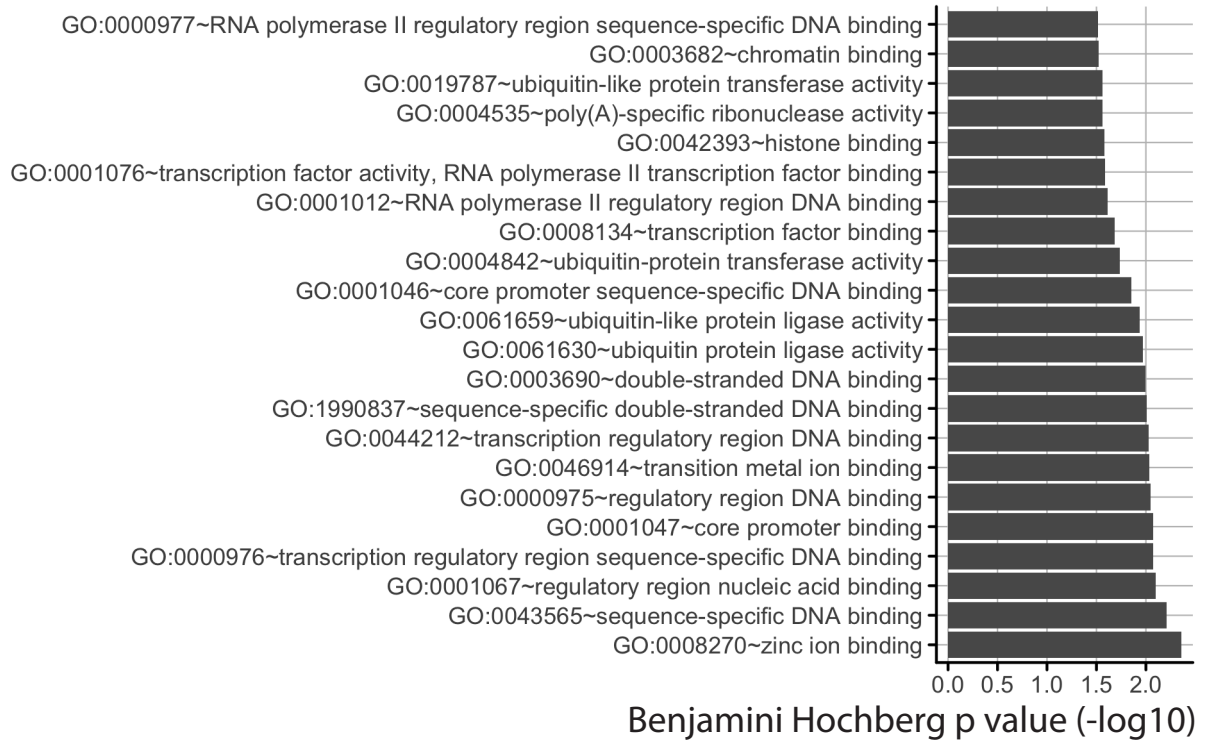 GO:0000977~RNA polymerase II regulatory region sequence-specific DNA binding
GO:0003682~chromatin binding
GO:0019787~ubiquitin-like protein transferase activity
GO:0004535~poly(A)-specific ribonuclease activity
GO:0042393~histone binding
GO:0001076~transcription factor activity, RNA polymerase II transcription factor binding
GO:0001012~RNA polymerase II regulatory region DNA binding
GO:0008134~transcription factor binding
GO:0004842~ubiquitin-protein transferase activity
GO:0001046~core promoter sequence-specific DNA binding
GO:0061659~ubiquitin-like protein ligase activity
GO:0061630~ubiquitin protein ligase activity
GO:0003690~double-stranded DNA binding
GO:1990837~sequence-specific double-stranded DNA binding
GO:0044212~transcription regulatory region DNA binding
GO:0046914~transition metal ion binding
GO:0000975~regulatory region DNA binding
GO:0001047~core promoter binding
GO:0000976~transcription regulatory region sequence-specific DNA binding
GO:0001067~regulatory region nucleic acid binding
GO:0043565~sequence-specific DNA binding
GO:0008270~zinc ion binding
0.0 0.5 1.0 1.5 2.0
Benjamini Hochberg p value (-log10)